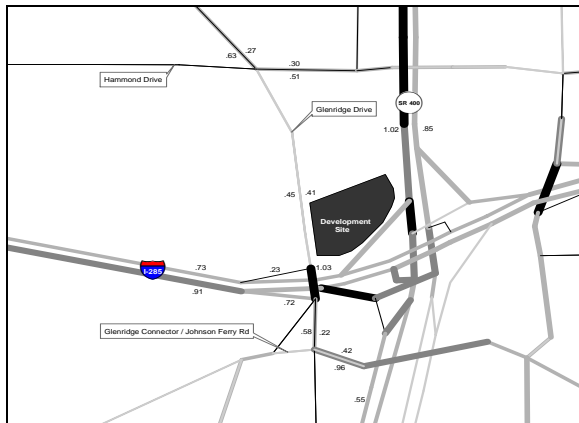 .27
.63
.30
.51
Hammond Drive
Glenridge Drive
SR 400
1.02
.85
.45
.41
Development
Site
.73
.23
1.03
I-285
.91
.72
Glenridge Connector / Johnson Ferry Rd
.58
.22
.42
.96
.55